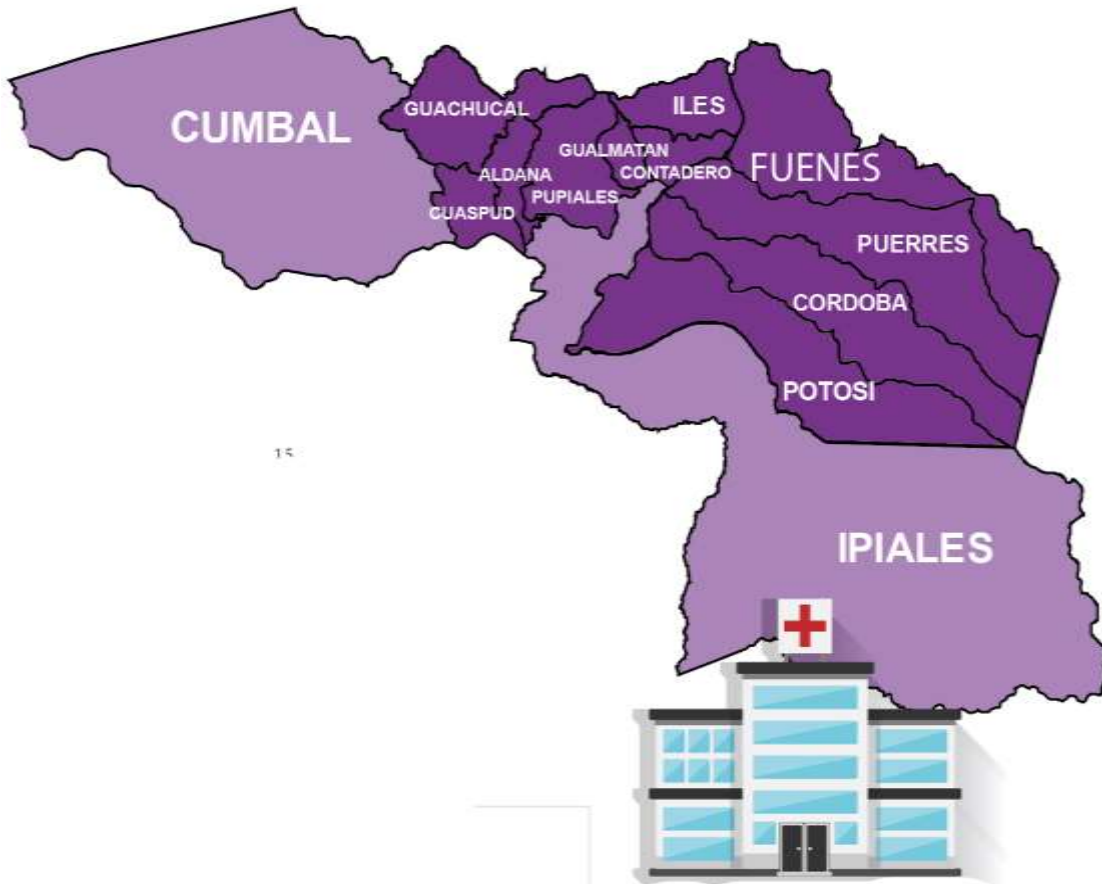 CUMBAL
GUACHUCAL
ILES
GUALMATAN
ALDANA
CONTADERO
FUENES
PUPIALES
CUASPUD
PUERRES
CORDOBA
POTOSI
15
IPIALES